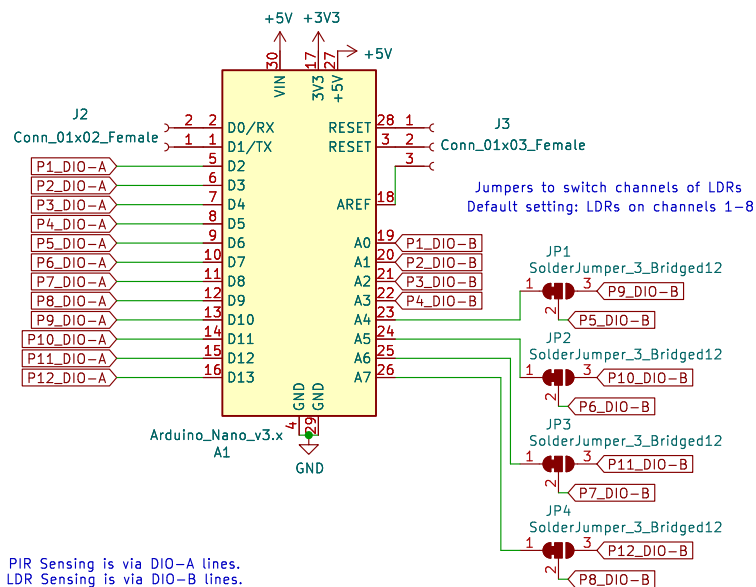 +5V +3V3
+5V
30 17 27
VIN 3V3 +5V
J2
Conn_01x02_Female
2 2 D0/RX
1 1 D1/TX
RESET 28 1
RESET 3 2
3
J3
Conn_01x03_Female
AREF 18
P1_DIO-A 5 D2
P2_DIO-A 6 D3
P3_DIO-A 7 D4
P4_DIO-A 8 D5
P5_DIO-A 9 D6
P6_DIO-A 10 D7
P7_DIO-A 11 D8
P8_DIO-A 12 D9
P9_DIO-A 13 D10
P10_DIO-A 14 D11
P11_DIO-A 15 D12
P12_DIO-A 16 D13
A0 19 P1_DIO-B
A1 20 P2_DIO-B
A2 21 P3_DIO-B
A3 22 P4_DIO-B
A4 23
A5 24
A6 25
A7 26
GND GND
4 29
Arduino_Nano_v3.x
A1
GND
Jumpers to switch channels of LDRs
Default setting: LDRs on channels 1-8
JP1
SolderJumper_3_Bridged12
1 3 P9_DIO-B
2 P5_DIO-B
JP2
SolderJumper_3_Bridged12
1 3 P10_DIO-B
2 P6_DIO-B
JP3
SolderJumper_3_Bridged12
1 3 P11_DIO-B
2 P7_DIO-B
JP4
SolderJumper_3_Bridged12
1 3 P12_DIO-B
2 P8_DIO-B
PIR Sensing is via DIO-A lines.
LDR Sensing is via DIO-B lines.